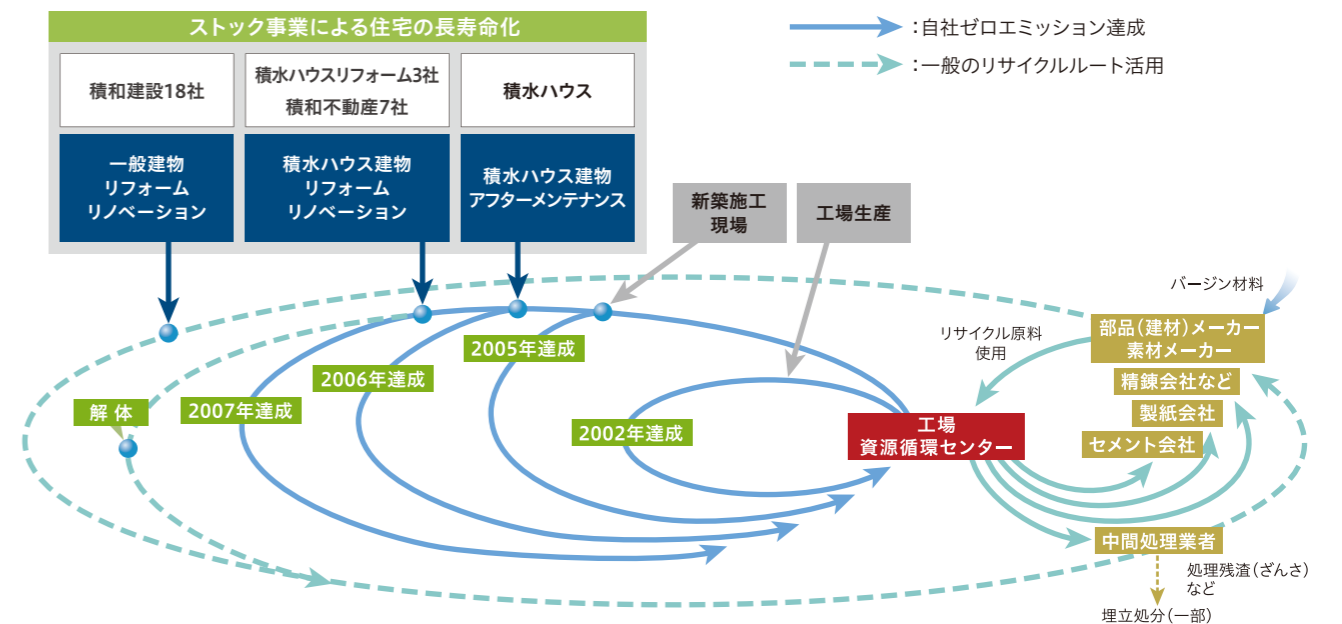 ストック事業による住宅の長寿命化
積和建設18社
積水ハウスリフォーム3社
積和不動産7社
積水ハウス
一般建物
リフォーム
リノベーション
積水ハウス建物
リフォーム
リノベーション
積水ハウス建物
アフターメンテナンス
：自社ゼロエミッション達成
：一般のリサイクルルート活用
新築施工
現場
工場生産
バージン材料
部品（建材）メーカー
素材メーカー
リサイクル原料
使用
精錬会社など
製紙会社
セメント会社
2005年達成
2006年達成
2007年達成
2002年達成
解体
工場
資源循環センター
中間処理業者
処理残渣（ざんさ）
など
埋立処分（一部）